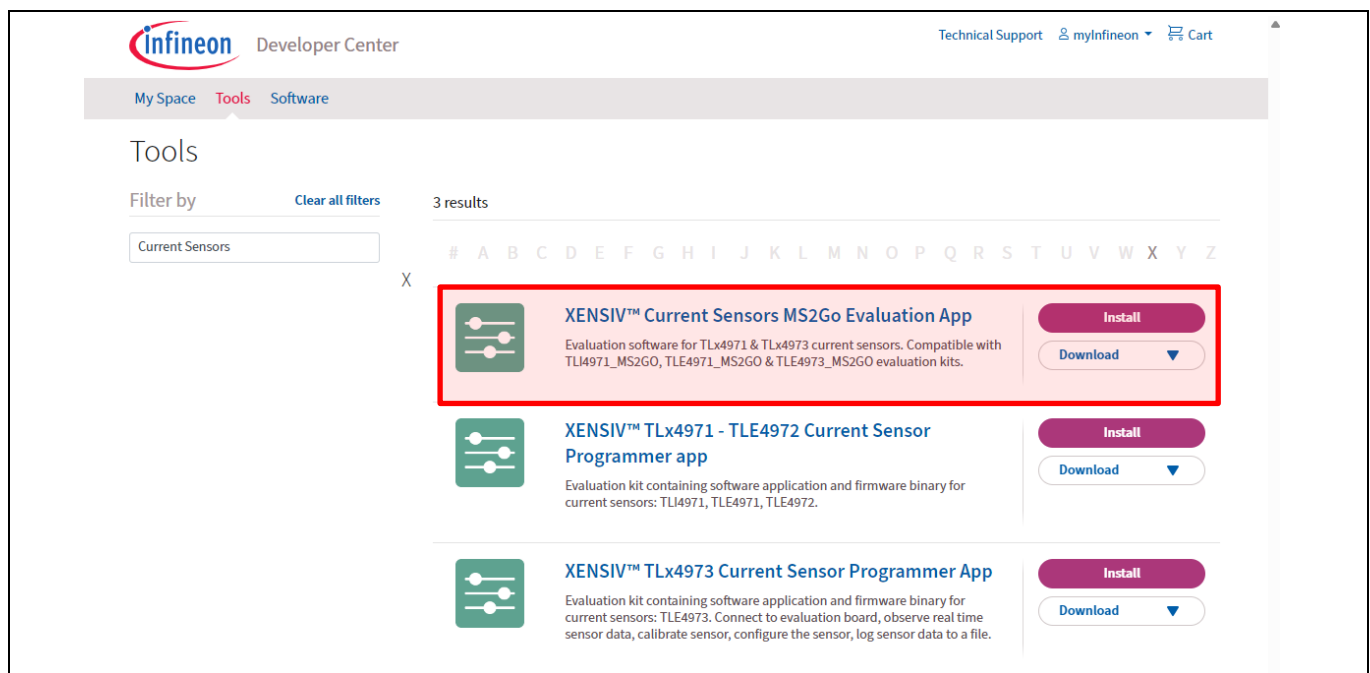 infineon Developer Center
Technical Support myInfineon Cart
My Space Tools Software
Tools
Filter by Clear all filters
Current Sensors
X
3 results
# A B C D E F G H I J K L M N O P Q R S T U V W X Y Z
XENSIV™ Current Sensors MS2Go Evaluation App
Evaluation software for TLx4971 & TLx4973 current sensors. Compatible with
TLI4971_MS2GO, TLE4971_MS2GO & TLE4973_MS2GO evaluation kits.
Install
Download
XENSIV™ TLx4971 - TLE4972 Current Sensor
Programmer app
Evaluation kit containing software application and firmware binary for
current sensors: TLI4971, TLE4971, TLE4972.
Install
Download
XENSIV™ TLx4973 Current Sensor Programmer App
Evaluation kit containing software application and firmware binary for
current sensors: TLE4973. Connect to evaluation board, observe real time
sensor data, calibrate sensor, configure the sensor, log sensor data to a file.
Install
Download